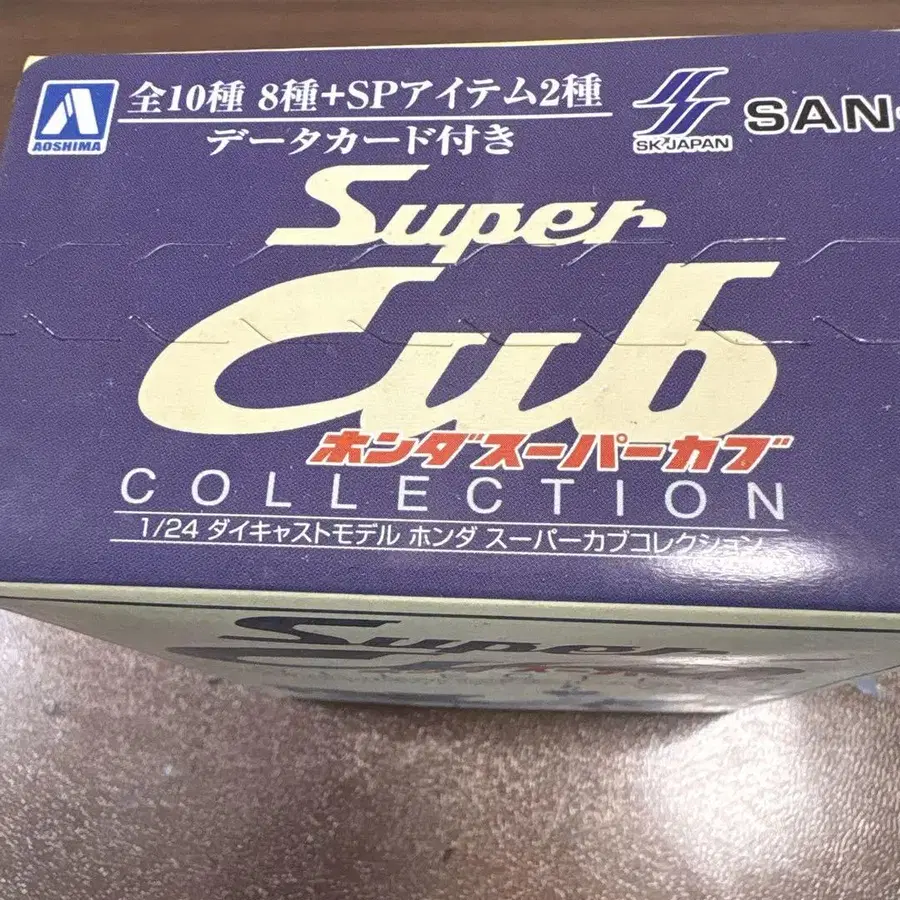 AOSHIMA
全10種 8種+SPアイテム2種
データカード付き
SK JAPAN
SAN-
Super
Cub
ホンダスーパーカブ
COLLECTION
1/24 ダイキャストモデル ホンダ スーパーカブコレクション
Super
Cub